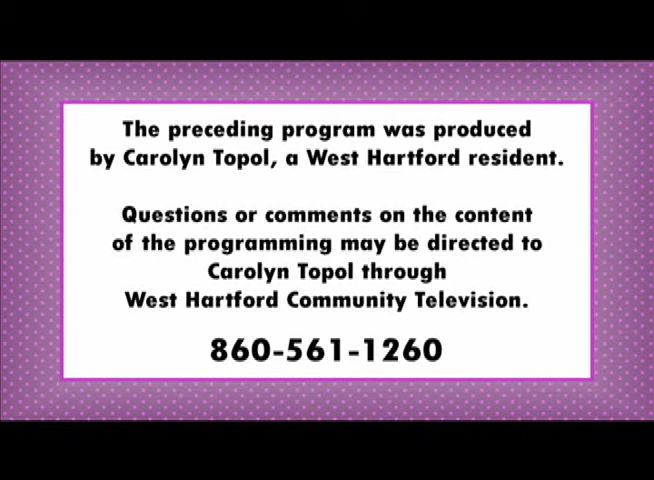 The preceding program was produced
by Carolyn Topol, a West Hartford resident.
Questions or comments on the content
of the programming may be directed to
Carolyn Topol through
West Hartford Community Television.
860-561-1260